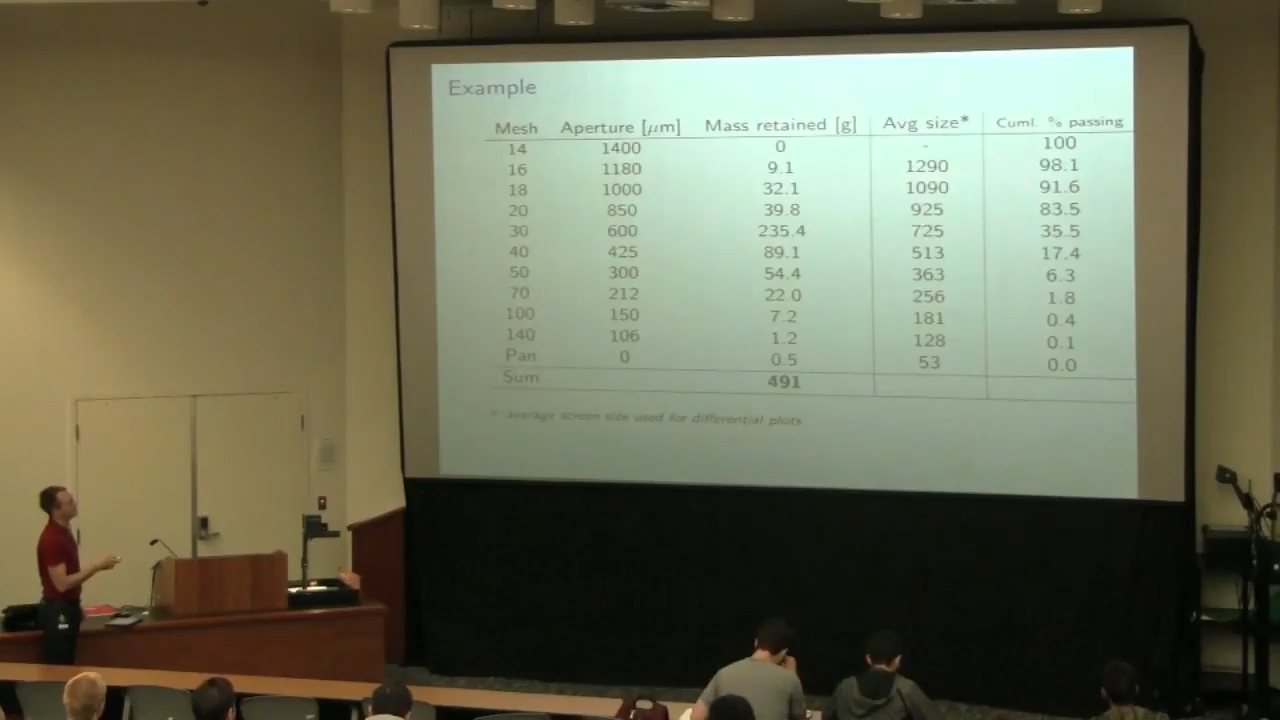 Example
Mesh Aperture [μm] Mass retained [g] Avg size* Cuml. % passing
14 1400 0 - 100
16 1180 9.1 1290 98.1
18 1000 32.1 1090 91.6
20 850 39.8 925 83.5
30 600 235.4 725 35.5
40 425 89.1 513 17.4
50 300 54.4 363 6.3
70 212 22.0 256 1.8
100 150 7.2 181 0.4
140 106 1.2 128 0.1
Pan 0 0.5 53 0.0
Sum 491
* average screen size used for differential plots